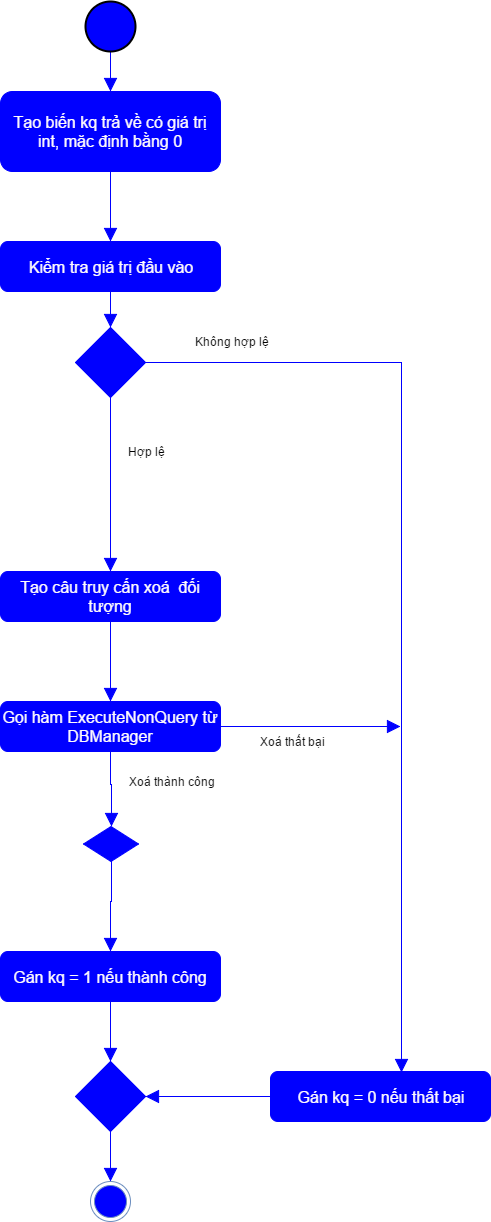 Tạo biến kq trả về có giá trị
int, mặc định bằng 0
Kiểm tra giá trị đầu vào
Không hợp lệ
Hợp lệ
Tạo câu truy cấn xoá đối
tượng
Gọi hàm ExecuteNonQuery từ
DBManager
Xoá thất bại
Xoá thành công
Gán kq = 1 nếu thành công
Gán kq = 0 nếu thất bại